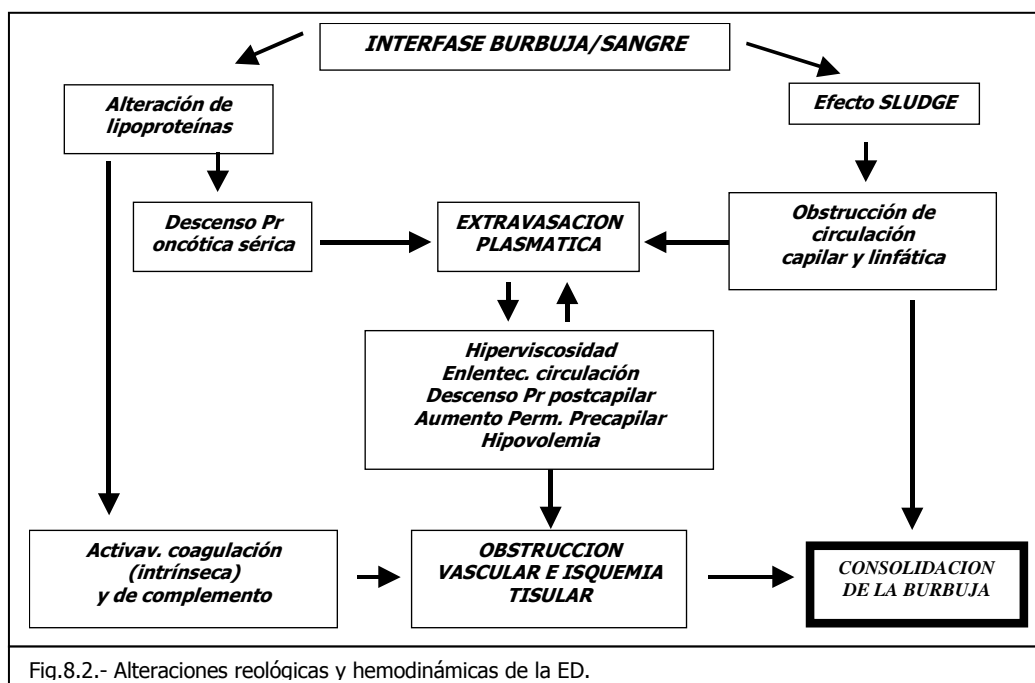 INTERFASE BURBUJA/SANGRE
Alteración de
lipoproteínas
Efecto SLUDGE
Descenso Pr
oncótica sérica
EXTRAVASACION
PLASMATICA
Obstrucción de
circulación
capilar y linfática
Hiperviscosidad
Enlentec. circulación
Descenso Pr postcapilar
Aumento Perm. Precapilar
Hipovolemia
Activav. coagulación
(intrínseca)
y de complemento
OBSTRUCCION
VASCULAR E ISQUEMIA
TISULAR
CONSOLIDACION
DE LA BURBUJA
Fig.8.2.- Alteraciones reológicas y hemodinámicas de la ED.